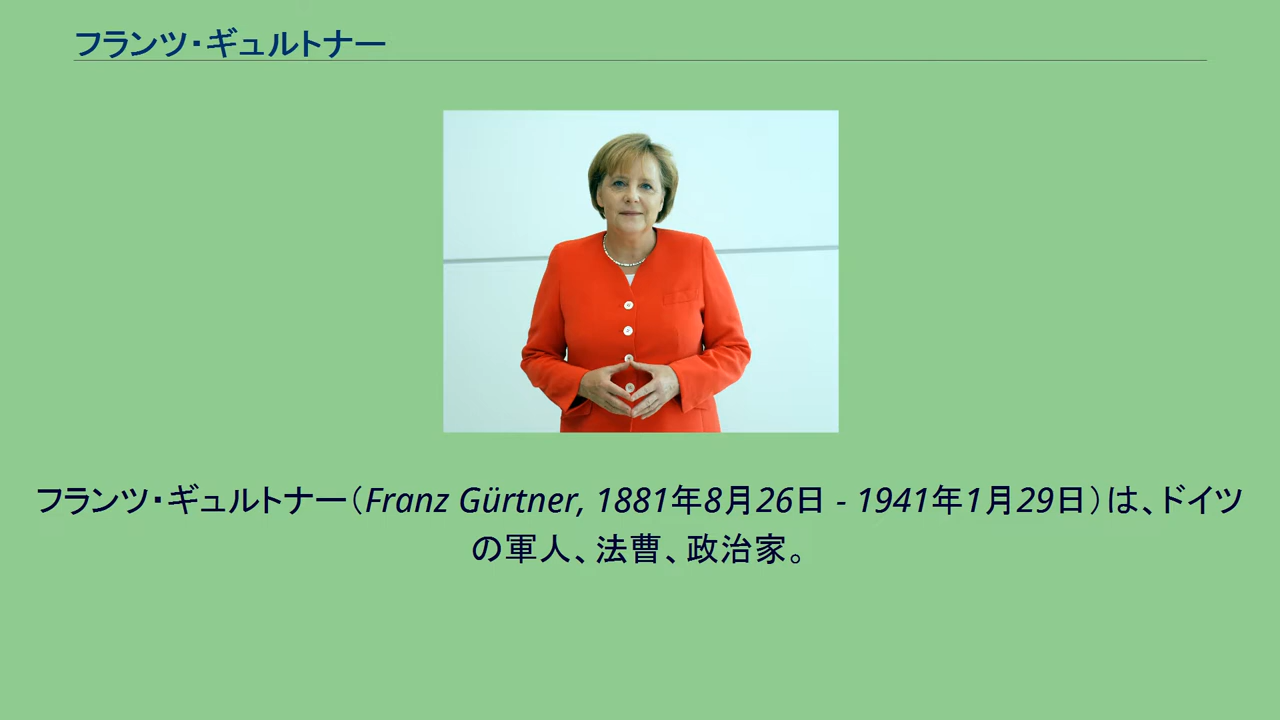 フランツ・ギュルトナー
フランツ・ギュルトナー（Franz Gürtner, 1881年8月26日 - 1941年1月29日）は、ドイツ
の軍人、法曹、政治家。